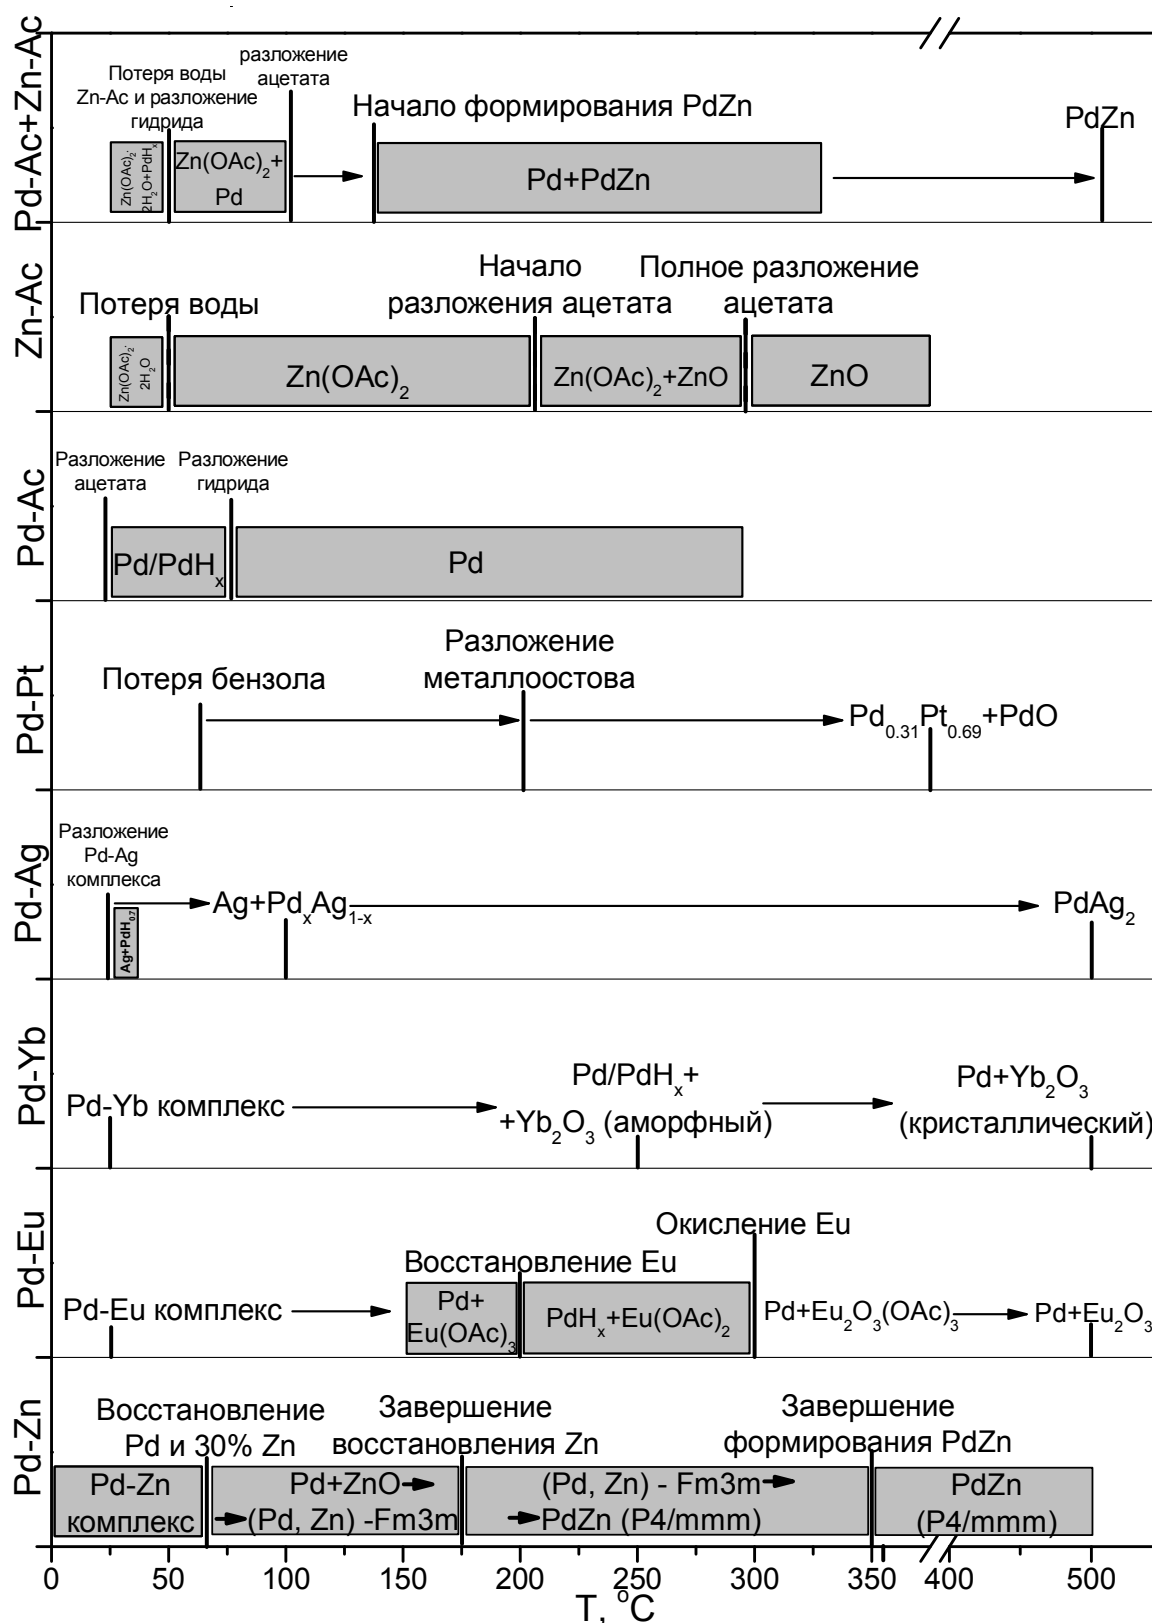 Pd-Ac+Zn-Ac
Потеря воды
Zn-Ac и разложение
гидрида
разложение
ацетата
Начало формирования PdZn
PdZn
Zn(OAc)₂·
2H₂O+PdHₓ
Zn(OAc)₂+
Pd
Pd+PdZn
Zn-Ac
Потеря воды
Начало
разложения ацетата
Полное разложение
ацетата
Zn(OAc)₂·
2H₂O
Zn(OAc)₂
Zn(OAc)₂+ZnO
ZnO
Pd-Ac
Разложение
ацетата
Разложение
гидрида
Pd/PdHₓ
Pd
Pd-Pt
Потеря бензола
Разложение
металлоостова
Pd₀.₃₁Pt₀.₆₉+PdO
Pd-Ag
Разложение
Pd-Ag
комплекса
Ag+PdH₀.₇
Ag+PdₓAg₁₋ₓ
PdAg₂
Pd-Yb
Pd-Yb комплекс
Pd/PdHₓ+
+Yb₂O₃ (аморфный)
Pd+Yb₂O₃
(кристаллический)
Pd-Eu
Pd-Eu комплекс
Восстановление Eu
Окисление Eu
Pd+
Eu(OAc)₃
PdHₓ+Eu(OAc)₂
Pd+Eu₂O₃(OAc)₃
Pd+Eu₂O₃
Pd-Zn
Восстановление
Pd и 30% Zn
Завершение
восстановления Zn
Завершение
формирования PdZn
Pd-Zn
комплекс
Pd+ZnO→
→(Pd, Zn) -Fm3m
(Pd, Zn) - Fm3m→
→PdZn (P4/mmm)
PdZn
(P4/mmm)
0 50 100 150 200 250 300 350 400 500
T, °C